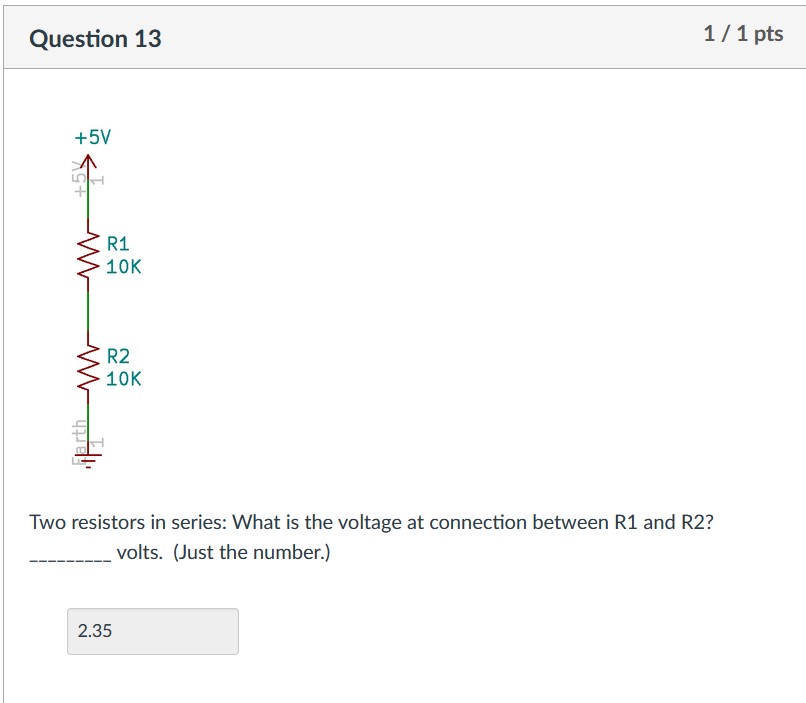 Question 13
1 / 1 pts
+5V
+5V
1
R1
10K
R2
10K
Earth
1
Two resistors in series: What is the voltage at connection between R1 and R2?
_________ volts.  (Just the number.)
2.35